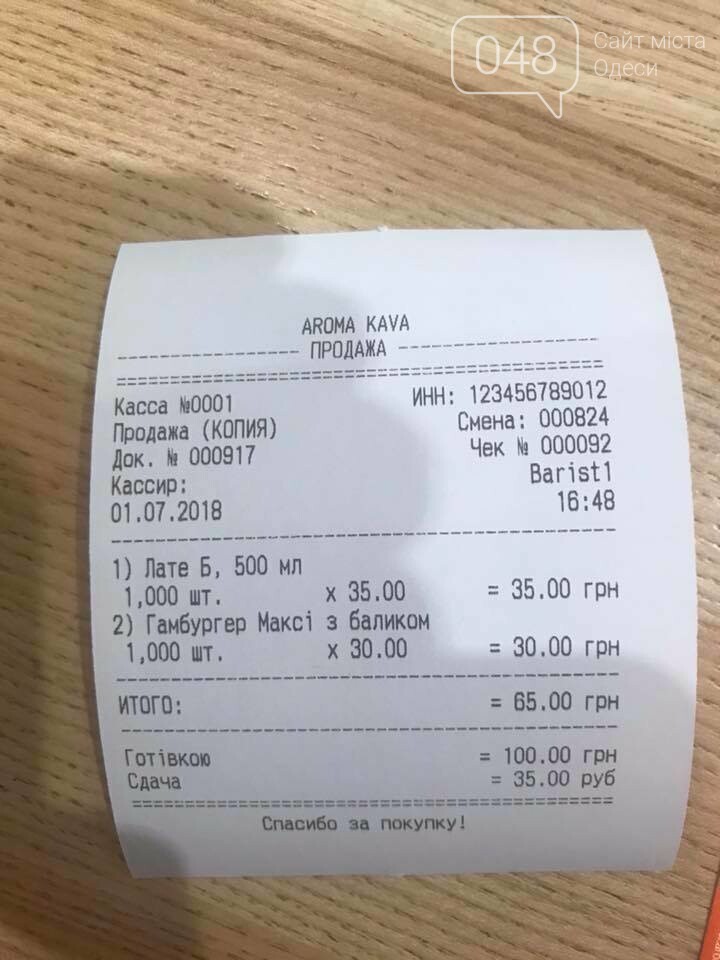 048 Сайт міста
Одеси
AROMA KAVA
ПРОДАЖА
Касса №0001 ИНН: 123456789012
Продажа (КОПИЯ) Смена: 000824
Док. № 000917 Чек № 000092
Кассир: Barist1
01.07.2018 16:48
1) Лате Б, 500 мл
1,000 шт. x 35.00 = 35.00 грн
2) Гамбургер Максі з баликом
1,000 шт. x 30.00 = 30.00 грн
ИТОГО: = 65.00 грн
Готівкою = 100.00 грн
Сдача = 35.00 руб
Спасибо за покупку!